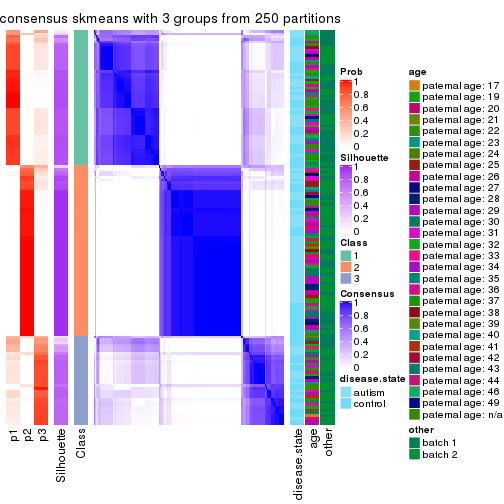 consensus skmeans with 3 groups from 250 partitions
Prob
1
0.8
0.6
0.4
0.2
0
Silhouette
1
0.8
0.6
0.4
0.2
0
Class
1
2
3
Consensus
1
0.8
0.6
0.4
0.2
0
disease.state
autism
control
age
paternal age: 17
paternal age: 19
paternal age: 20
paternal age: 21
paternal age: 22
paternal age: 23
paternal age: 24
paternal age: 25
paternal age: 26
paternal age: 27
paternal age: 28
paternal age: 29
paternal age: 30
paternal age: 31
paternal age: 32
paternal age: 33
paternal age: 34
paternal age: 35
paternal age: 36
paternal age: 37
paternal age: 38
paternal age: 39
paternal age: 40
paternal age: 41
paternal age: 42
paternal age: 43
paternal age: 44
paternal age: 46
paternal age: 49
paternal age: n/a
other
batch 1
batch 2
p1
p2
p3
Silhouette
Class
disease.state
age
other